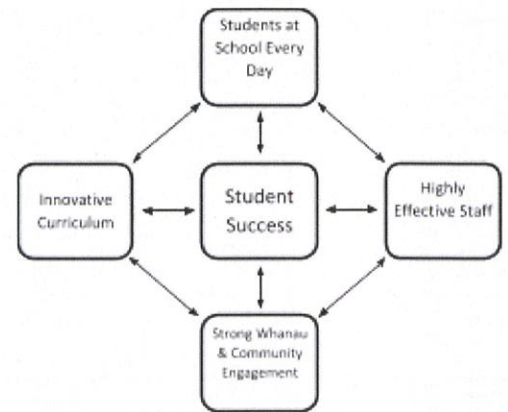 Students at
School Every
Day
Innovative
Curriculum
Student
Success
Highly
Effective Staff
Strong Whanau
& Community
Engagement